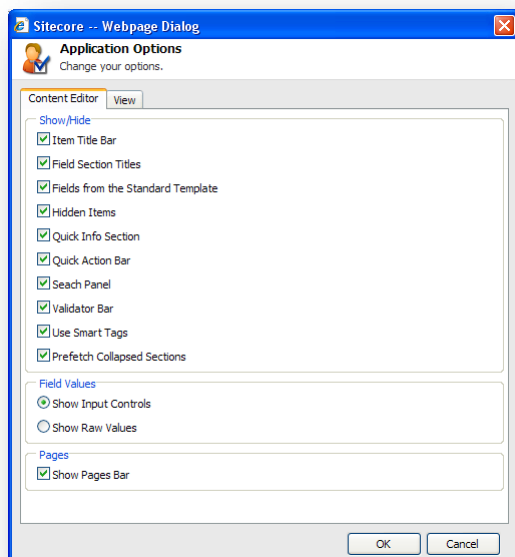 Sitecore -- Webpage Dialog
Application Options
Change your options.
Content Editor View
Show/Hide
Item Title Bar
Field Section Titles
Fields from the Standard Template
Hidden Items
Quick Info Section
Quick Action Bar
Seach Panel
Validator Bar
Use Smart Tags
Prefetch Collapsed Sections
Field Values
Show Input Controls
Show Raw Values
Pages
Show Pages Bar
OK Cancel